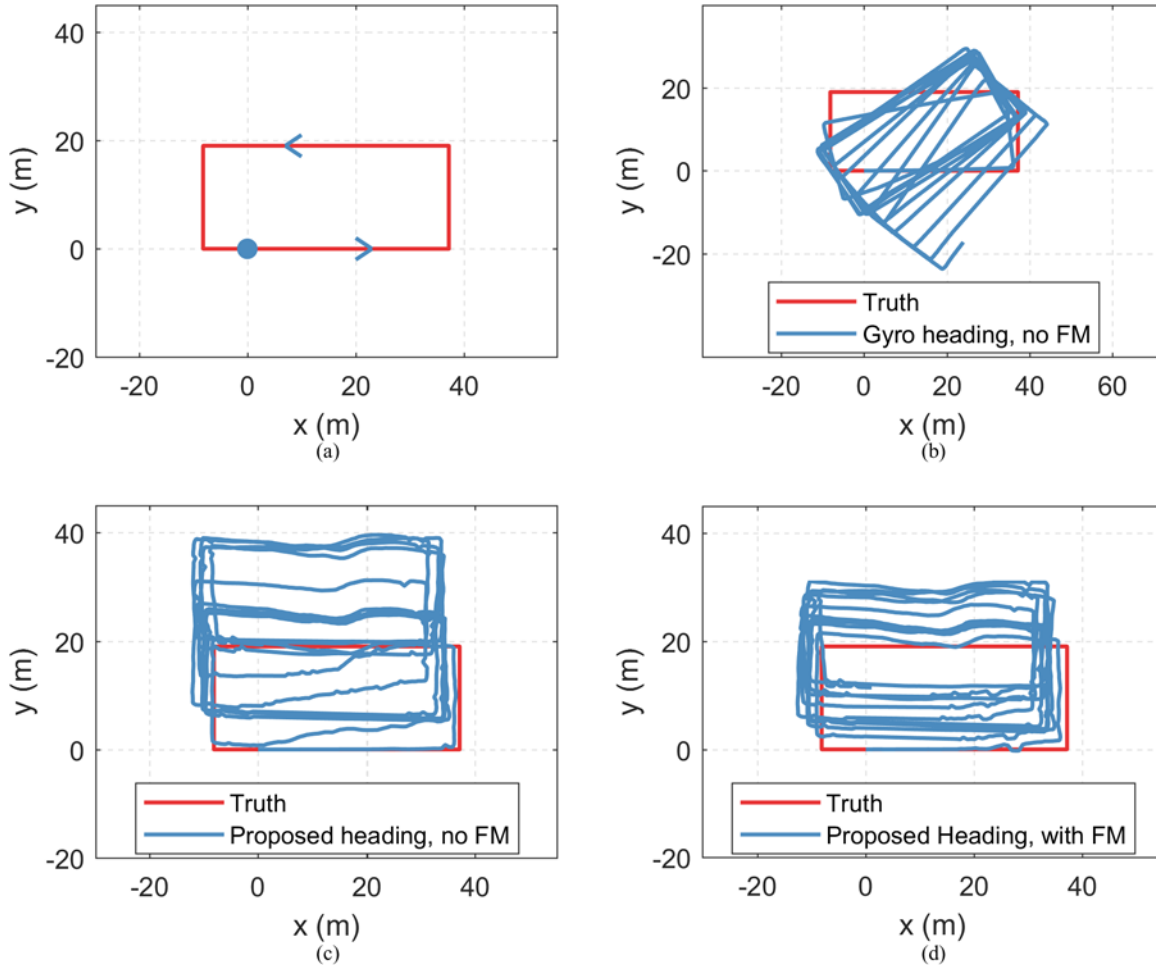 40
20
0
-20
y (m)
-20 0 20 40
x (m)
(a)
20
0
-20
y (m)
Truth
Gyro heading, no FM
-20 0 20 40 60
x (m)
(b)
40
20
0
-20
y (m)
Truth
Proposed heading, no FM
-20 0 20 40
x (m)
(c)
40
20
0
-20
y (m)
Truth
Proposed Heading, with FM
-20 0 20 40
x (m)
(d)